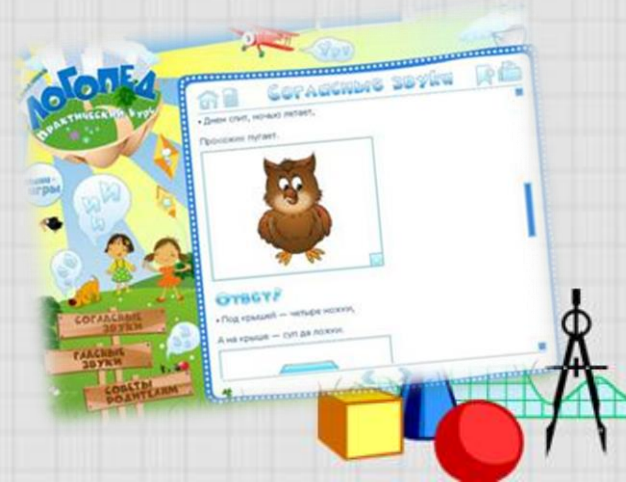 ЛОГОПЕД
ПРАКТИЧЕСКИЙ КУРС
игры
И И
И
СОГЛАСНЫЕ
ЗВУКИ
ГЛАСНЫЕ
ЗВУКИ
СОВЕТЫ
РОДИТЕЛЯМ
Согласные звуки
• Днем спит, ночью летает,
Прохожих пугает.
Ответ?
• Под крышей — четыре ножки,
А на крыше — суп да ложки.